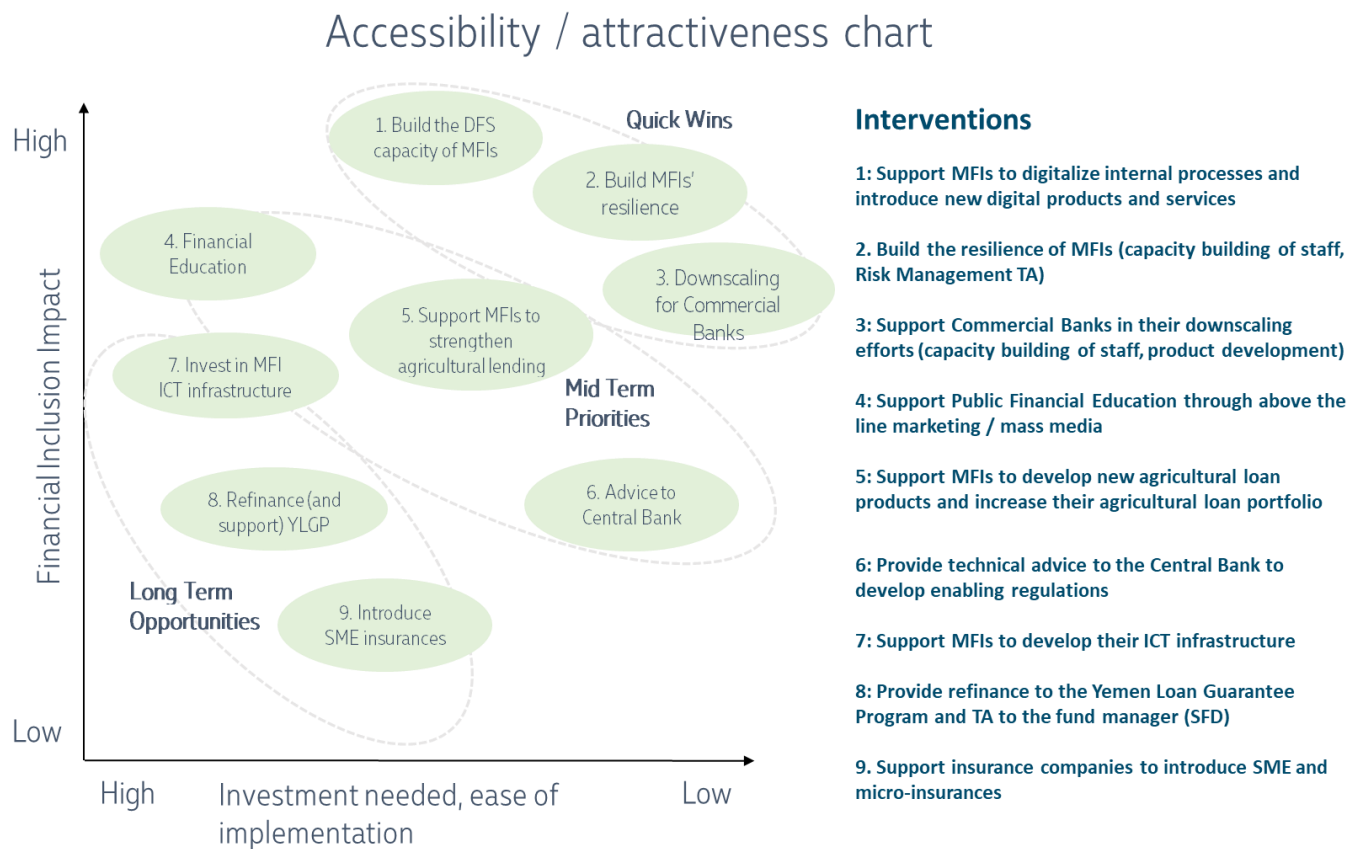 Accessibility / attractiveness chart
High
Financial Inclusion Impact
Low
High
Investment needed, ease of
implementation
Low
Quick Wins
1. Build the DFS
capacity of MFIs
2. Build MFIs'
resilience
3. Downscaling
for Commercial
Banks
4. Financial
Education
5. Support MFIs to
strengthen
agricultural lending
Mid Term
Priorities
6. Advice to
Central Bank
7. Invest in MFI
ICT infrastructure
8. Refinance (and
support) YLGP
Long Term
Opportunities
9. Introduce
SME insurances
Interventions
1: Support MFIs to digitalize internal processes and
introduce new digital products and services
2. Build the resilience of MFIs (capacity building of staff,
Risk Management TA)
3: Support Commercial Banks in their downscaling
efforts (capacity building of staff, product development)
4: Support Public Financial Education through above the
line marketing / mass media
5: Support MFIs to develop new agricultural loan
products and increase their agricultural loan portfolio
6: Provide technical advice to the Central Bank to
develop enabling regulations
7: Support MFIs to develop their ICT infrastructure
8: Provide refinance to the Yemen Loan Guarantee
Program and TA to the fund manager (SFD)
9. Support insurance companies to introduce SME and
micro-insurances